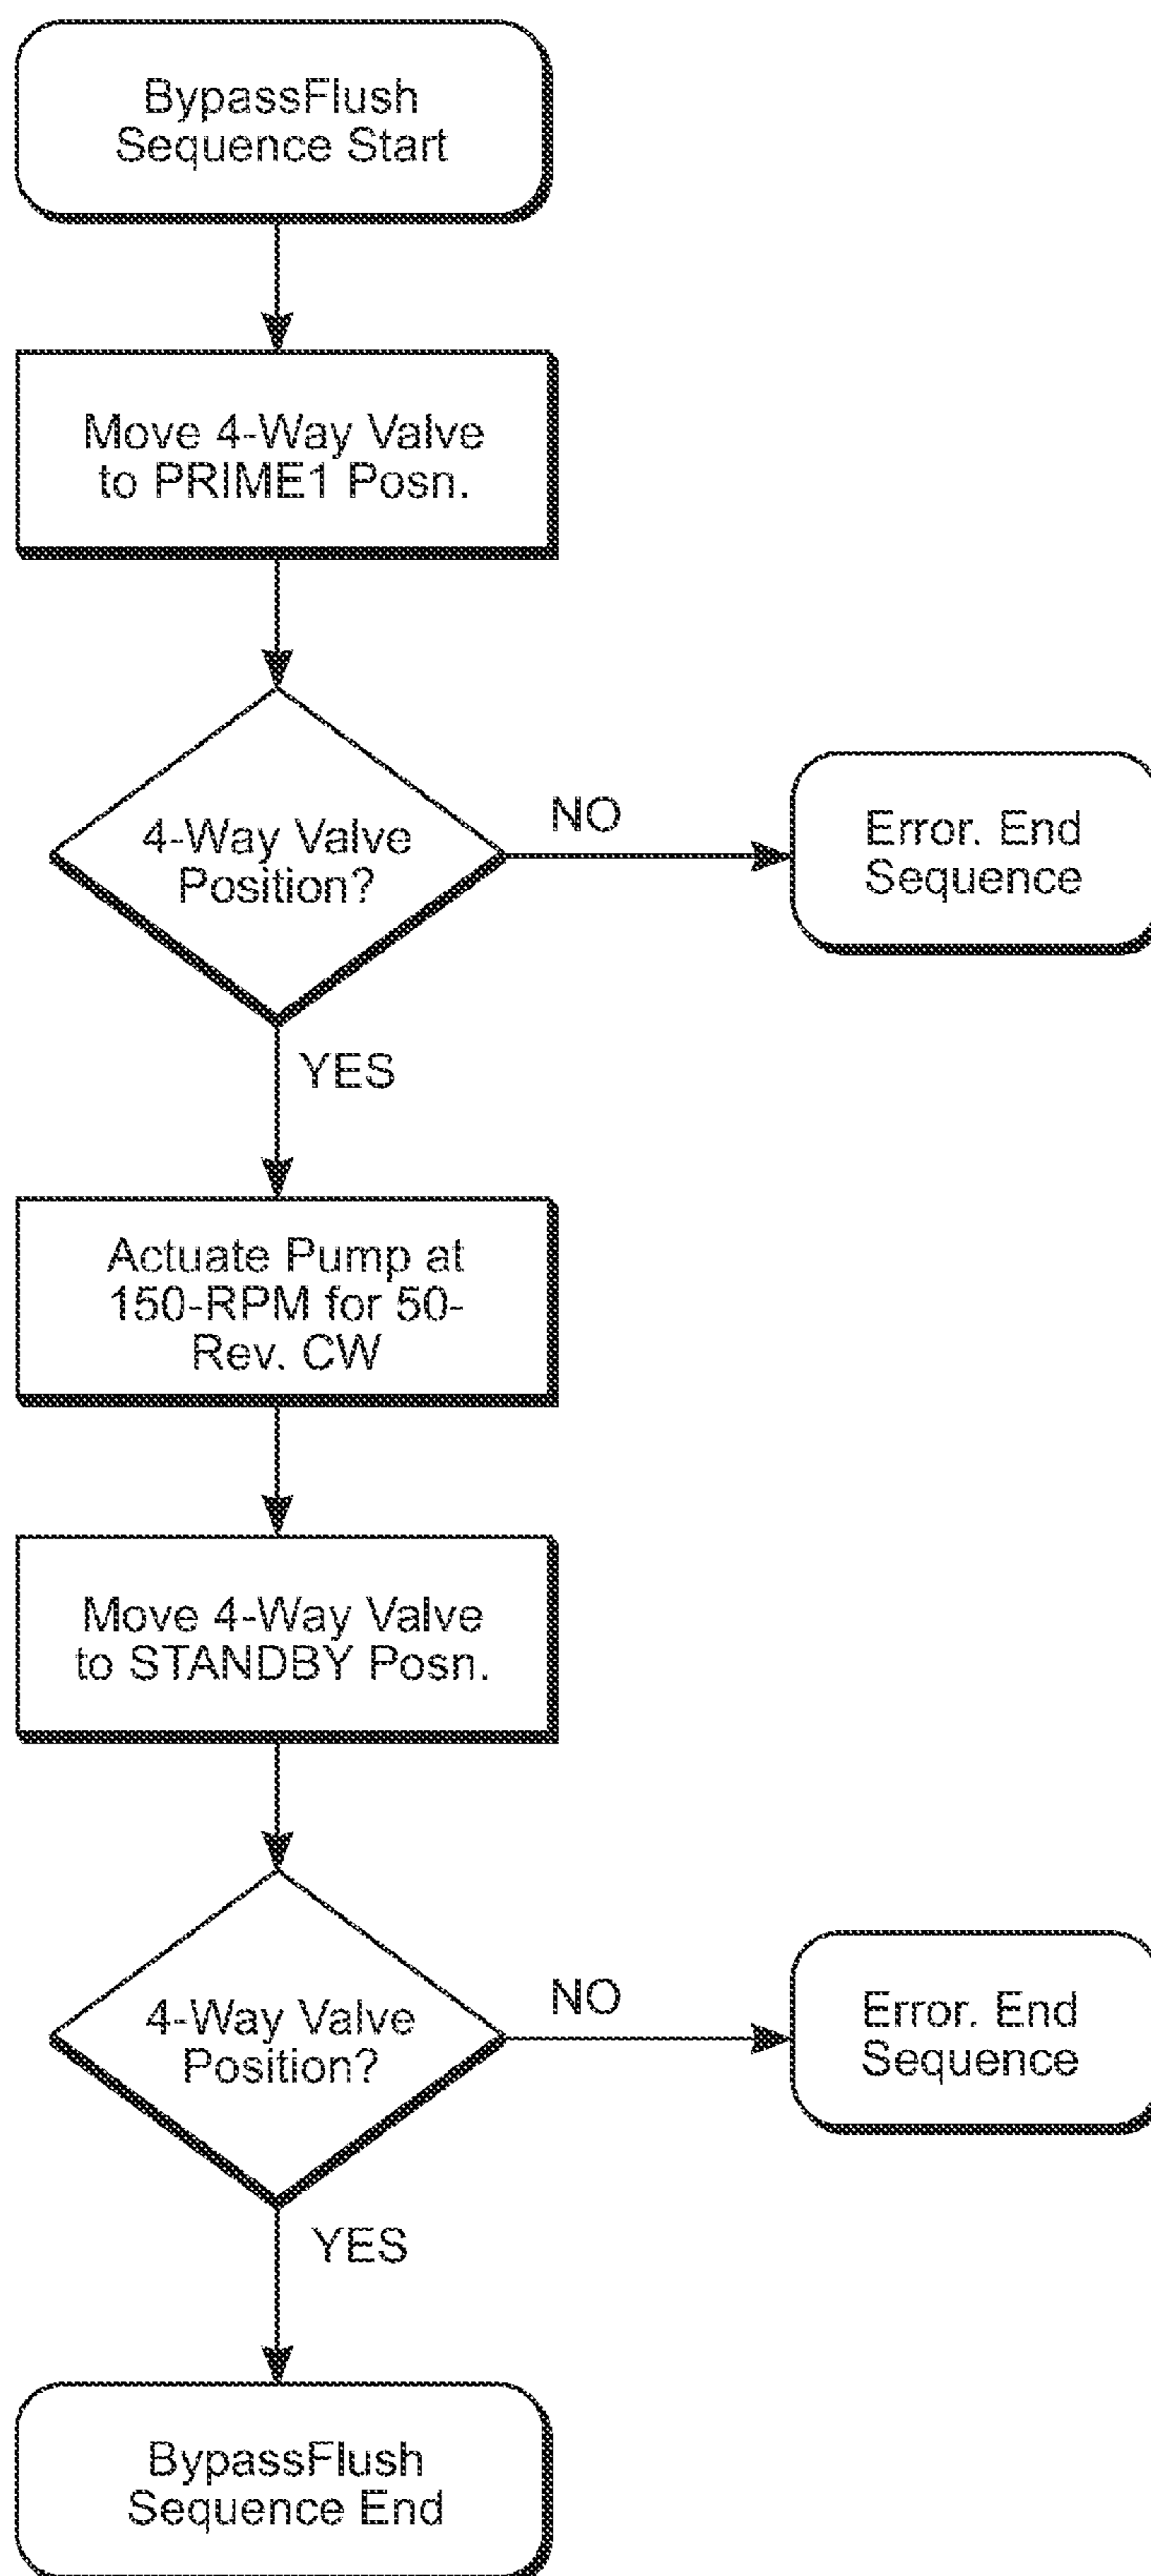 BypassFlush
Sequence Start
Move 4-Way Valve
to PRIME1 Posn.
4-Way Valve
Position?
NO
Error. End
Sequence
YES
Actuate Pump at
150-RPM for 50-
Rev. CW
Move 4-Way Valve
to STANDBY Posn.
4-Way Valve
Position?
NO
Error. End
Sequence
YES
BypassFlush
Sequence End